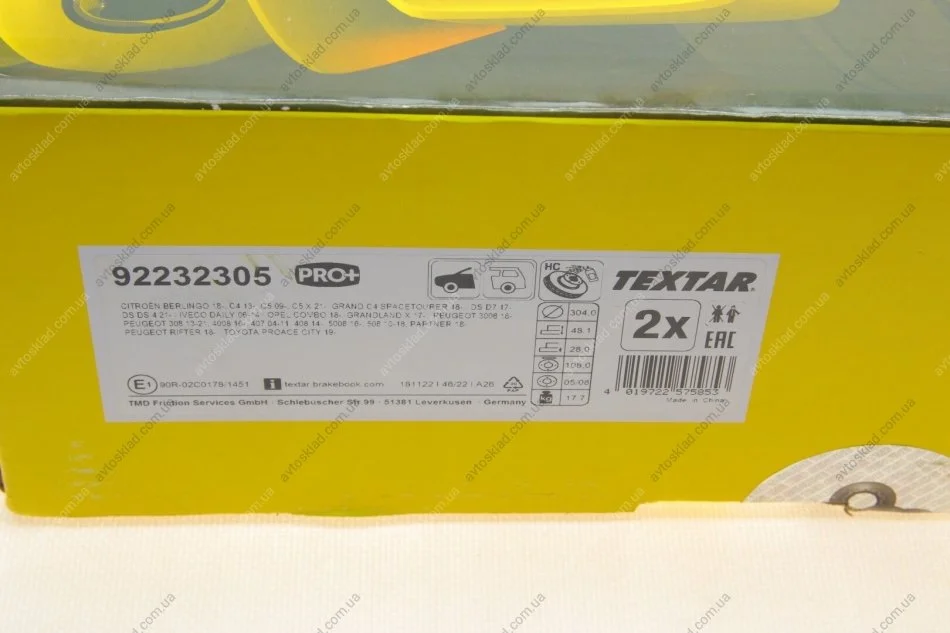 92232305 PRO+
HC
TEXTAR
CITROËN BERLINGO 18-, C4 13-, C5 09-, C5 X 21-, GRAND C4 SPACETOURER 18-, DS D7 17-
DS DS 4 21-, IVECO DAILY 06-14, OPEL COMBO 18-, GRANDLAND X 17-, PEUGEOT 3008 16-
PEUGEOT 308 13-21, 4008 16-, 407 04-11, 408 14-, 5008 16-, 508 10-18, PARTNER 18-
PEUGEOT RIFTER 18-, TOYOTA PROACE CITY 19-
304,0
48,1
28,0
108,0
05/08
kg 17.7
2x
EAC
E1 90R-02C0178/1451
i textar.brakebook.com
181122 I 46/22 I A26
TMD Friction Services GmbH · Schlebuscher Str. 99 · 51381 Leverkusen · Germany
4 019722 575853
Made in China
avtosklad.com.ua